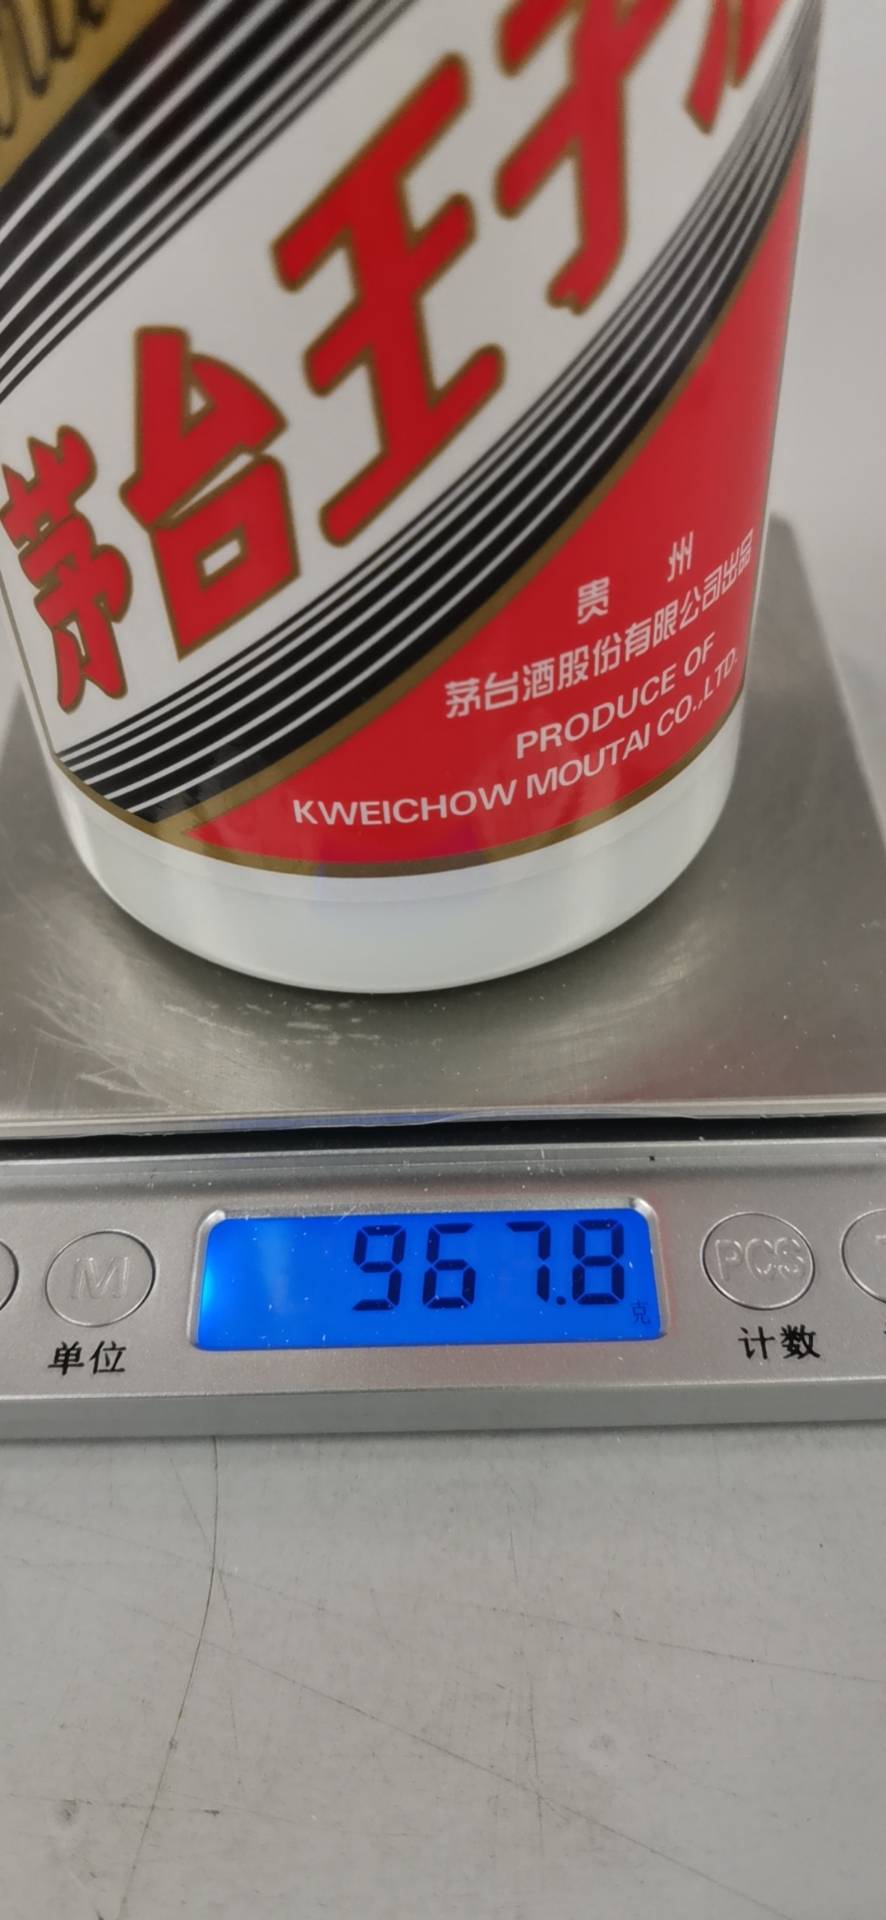 茅台王子
贵州
茅台酒股份有限公司出品
PRODUCE OF
KWEICHOW MOUTAI CO.,LTD.
967.8
克
M
PCS
单位
计数